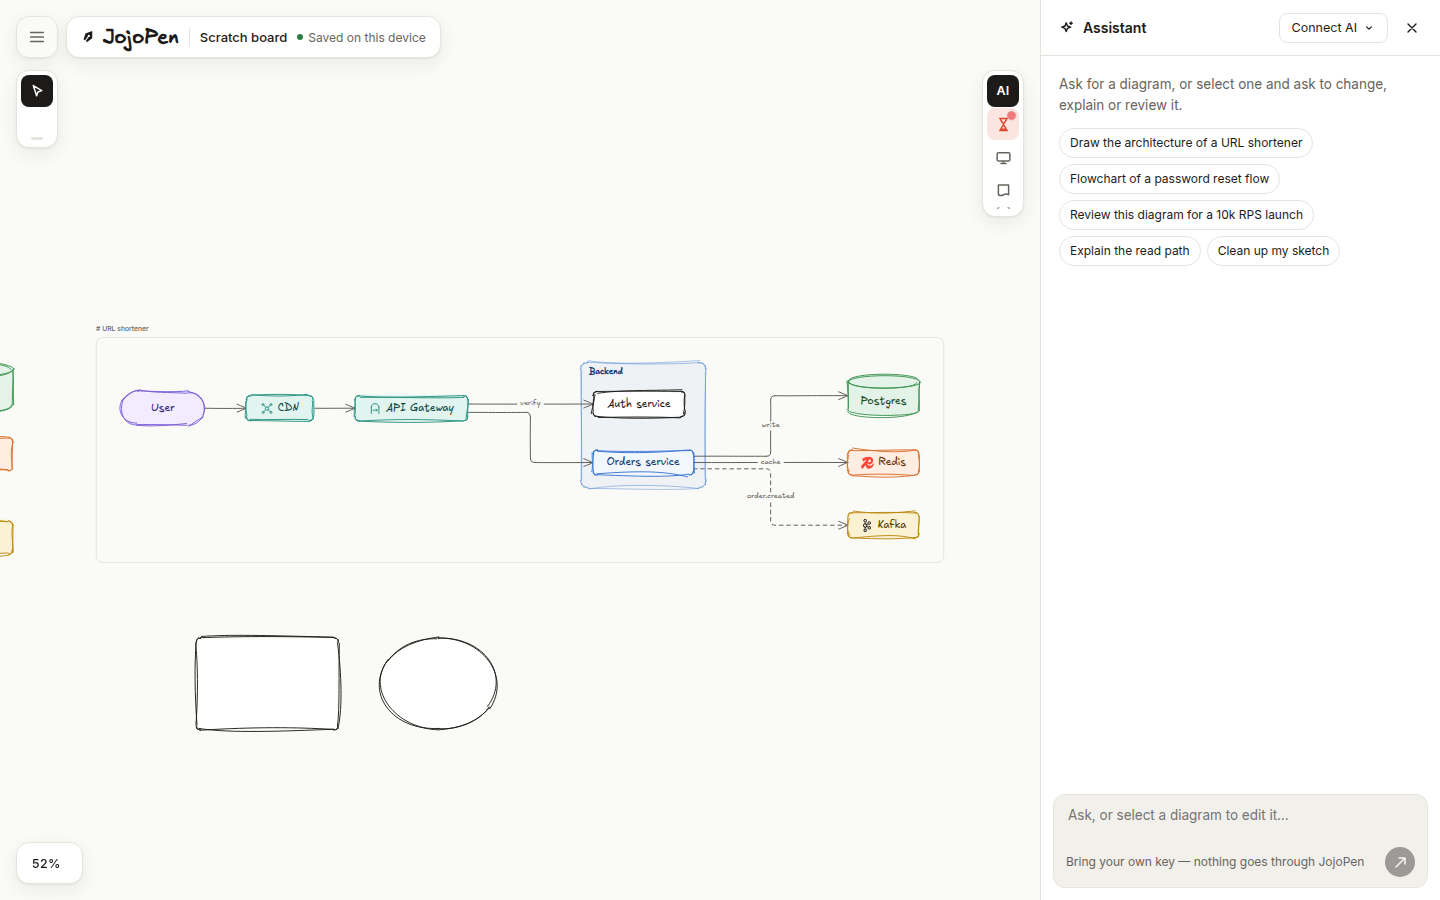 JojoPen
Scratch board
Saved on this device
Assistant
Connect AI
AI
Ask for a diagram, or select one and ask to change,
explain or review it.
Draw the architecture of a URL shortener
Flowchart of a password reset flow
Review this diagram for a 10k RPS launch
Explain the read path
Clean up my sketch
# URL shortener
Backend
User
CDN
API Gateway
verify
Auth service
Orders service
write
cache
order.created
Postgres
Redis
Kafka
52%
Ask, or select a diagram to edit it...
Bring your own key — nothing goes through JojoPen